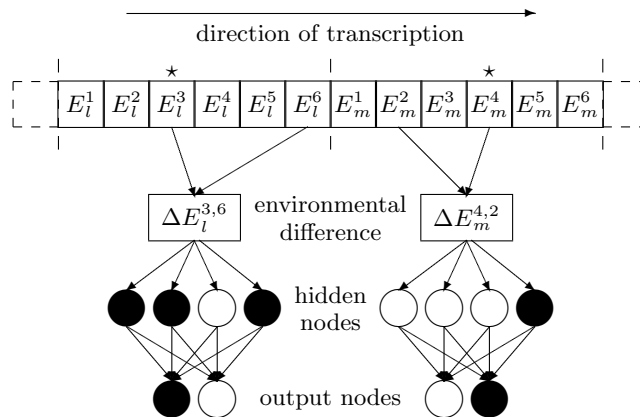 direction of transcription
⋆ ⋆
E_l^1 E_l^2 E_l^3 E_l^4 E_l^5 E_l^6 E_m^1 E_m^2 E_m^3 E_m^4 E_m^5 E_m^6
ΔE_l^{3,6} environmental difference ΔE_m^{4,2}
hidden
nodes
output nodes